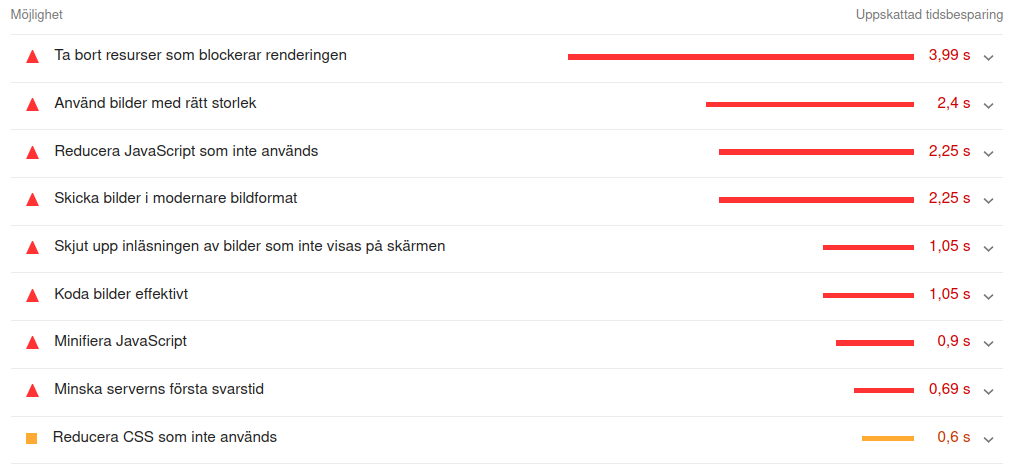 Möjlighet Uppskattad tidsbesparing
Ta bort resurser som blockerar renderingen 3,99 s
Använd bilder med rätt storlek 2,4 s
Reducera JavaScript som inte används 2,25 s
Skicka bilder i modernare bildformat 2,25 s
Skjut upp inläsningen av bilder som inte visas på skärmen 1,05 s
Koda bilder effektivt 1,05 s
Minifiera JavaScript 0,9 s
Minska serverns första svarstid 0,69 s
Reducera CSS som inte används 0,6 s